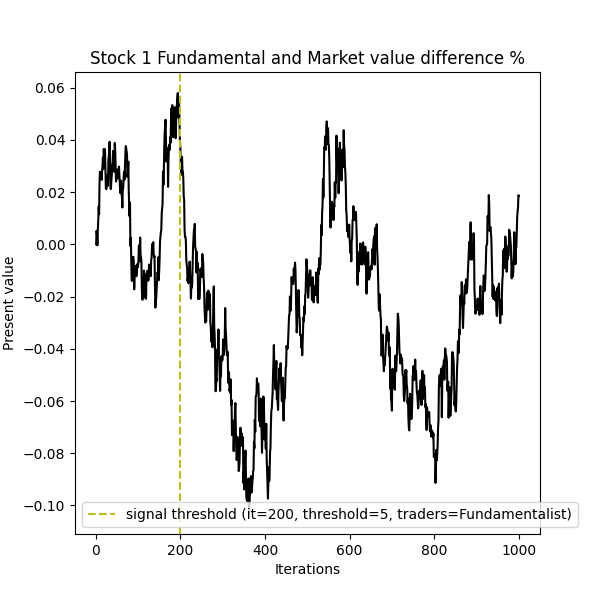 Stock 1 Fundamental and Market value difference %
0.06
0.04
0.02
0.00
−0.02
−0.04
−0.06
−0.08
−0.10
Present value
signal threshold (it=200, threshold=5, traders=Fundamentalist)
0 200 400 600 800 1000
Iterations